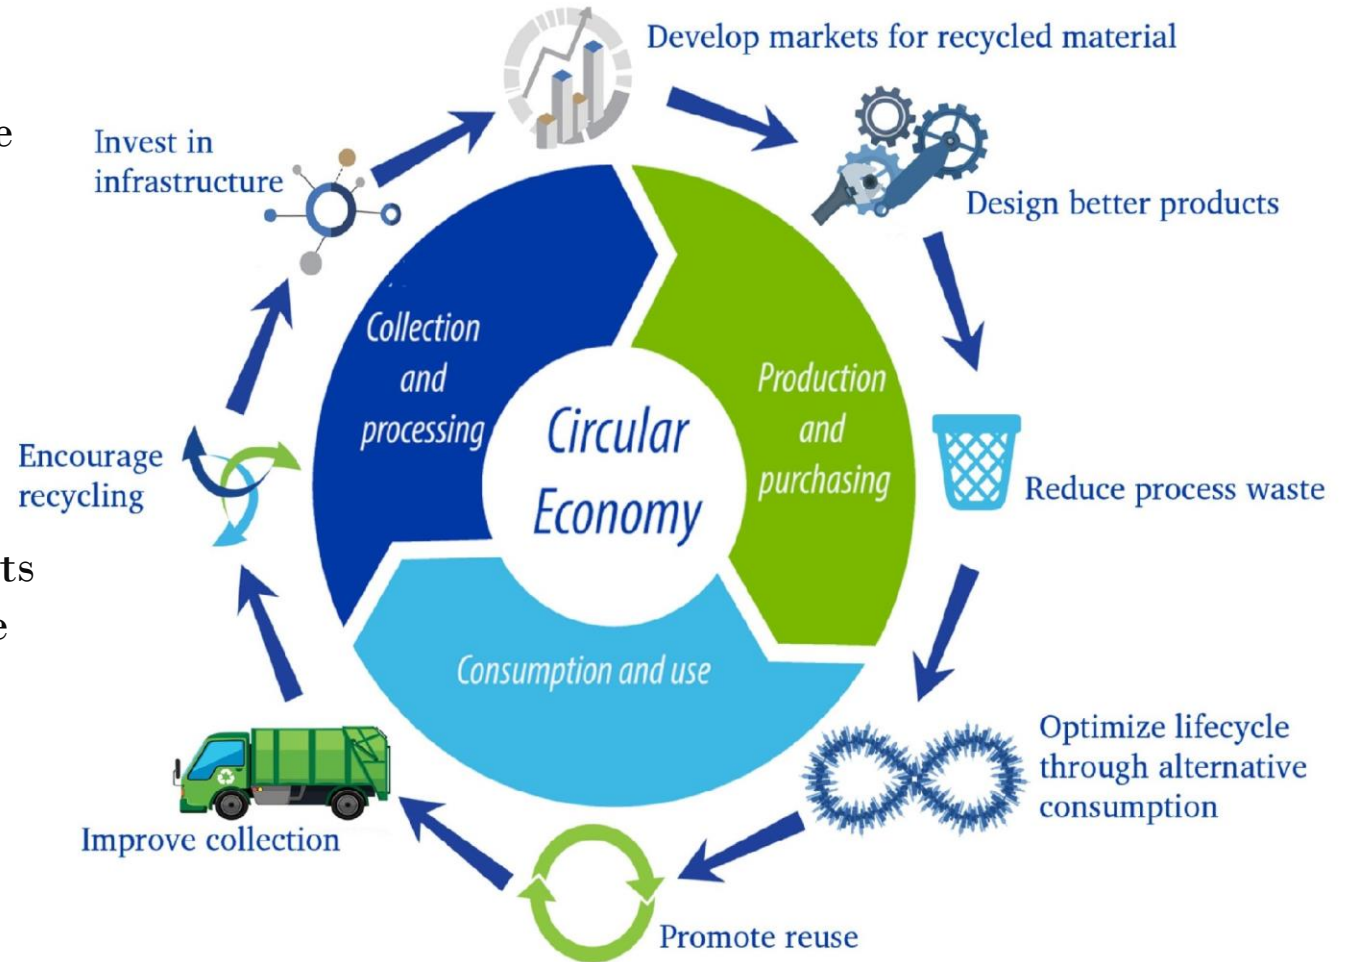 Develop markets for recycled material
e
Invest in
infrastructure
Design better products
Collection
and
processing
Production
and
purchasing
Circular
Economy
Encourage
recycling
Reduce process waste
ts
e
Consumption and use
Optimize lifecycle
through alternative
consumption
Improve collection
Promote reuse